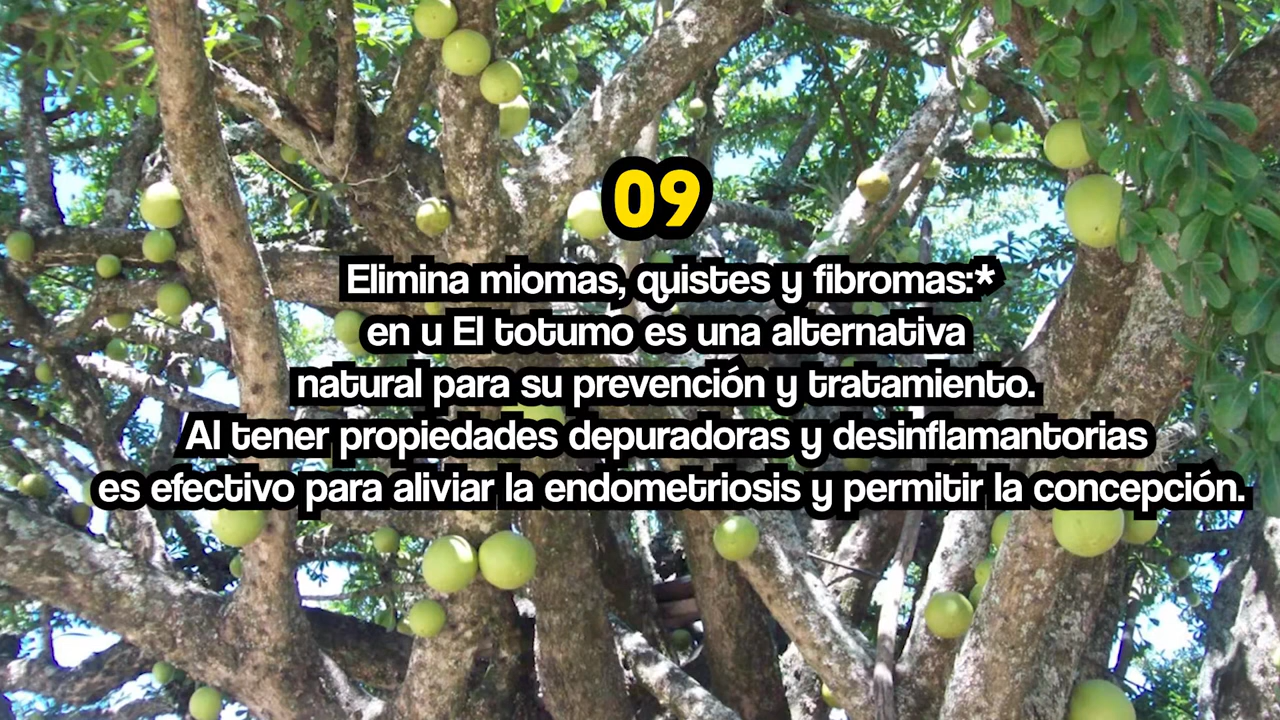 09
Elimina miomas, quistes y fibromas:*
en u El totumo es una alternativa
natural para su prevención y tratamiento.
Al tener propiedades depuradoras y desinflamantorias
es efectivo para aliviar la endometriosis y permitir la concepción.